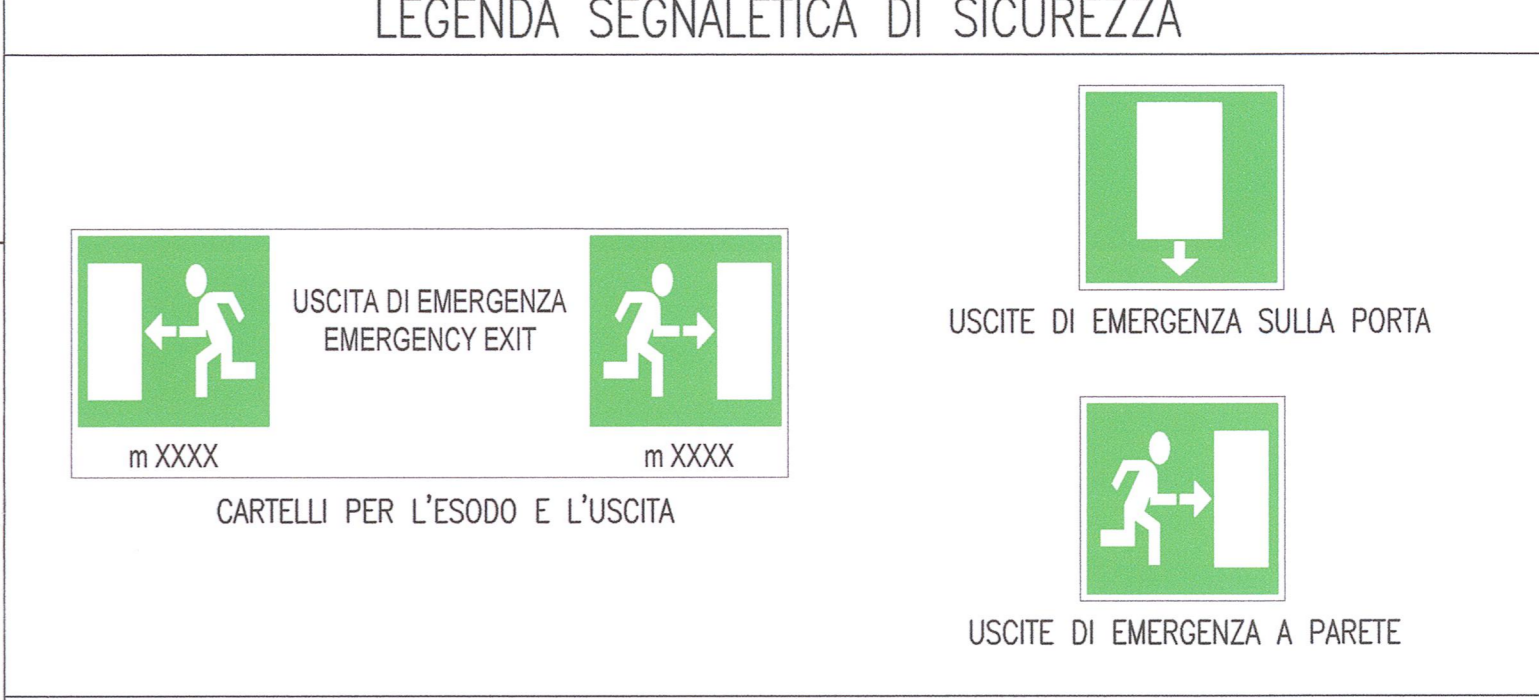 LEGENDA SEGNALETICA DI SICUREZZA
USCITA DI EMERGENZA
EMERGENCY EXIT
m XXXX
m XXXX
CARTELLI PER L'ESODO E L'USCITA
USCITE DI EMERGENZA SULLA PORTA
USCITE DI EMERGENZA A PARETE